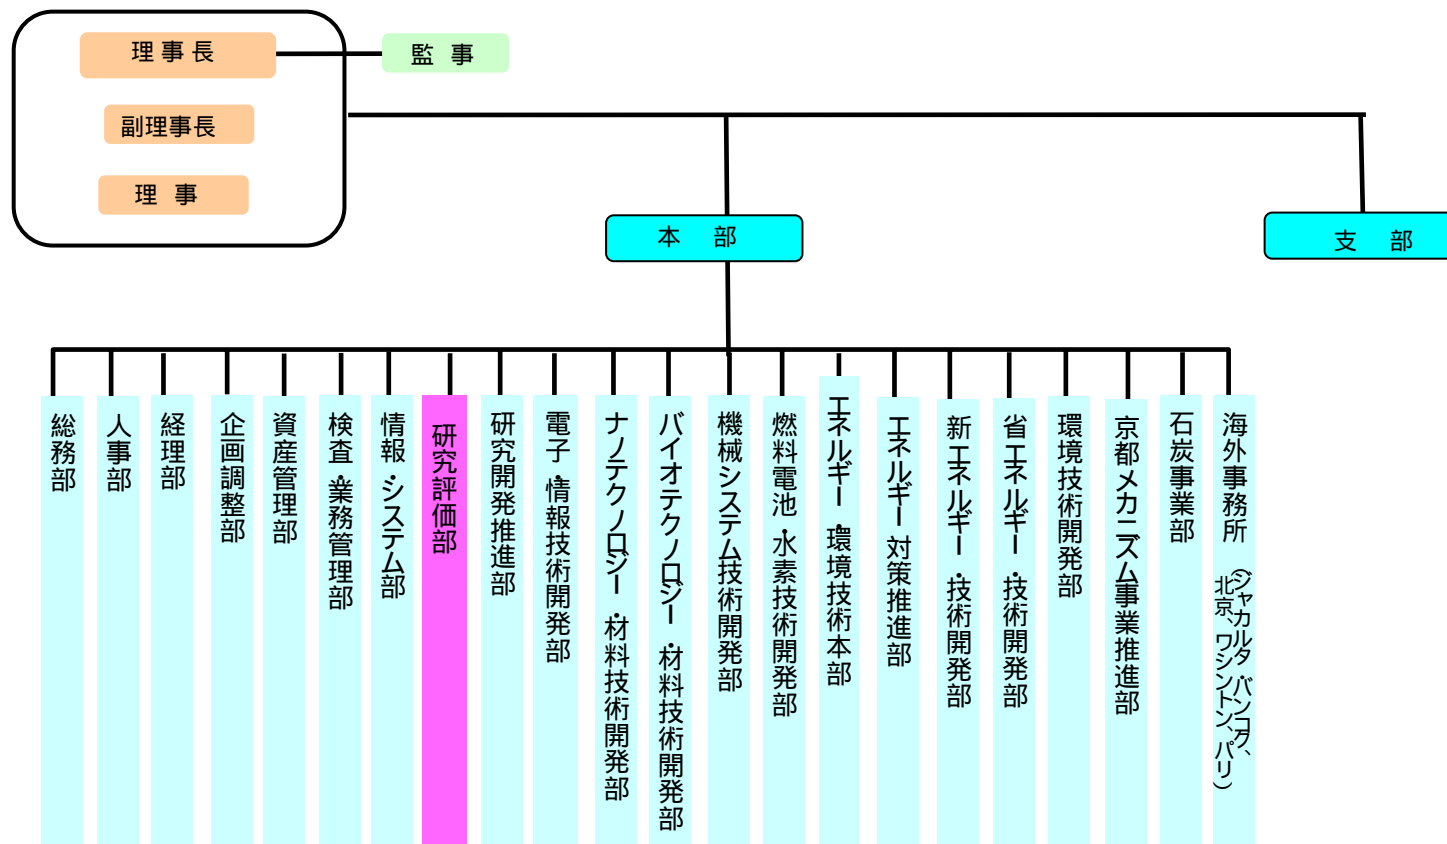 理事長
監事
副理事長
理事
本部
支部
総務部
人事部
経理部
企画調整部
資産管理部
検査・業務管理部
情報・システム部
研究評価部
研究開発推進部
電子・情報技術開発部
ナノテクノロジー・材料技術開発部
バイオテクノロジー・材料技術開発部
機械システム技術開発部
燃料電池・水素技術開発部
エネルギー・環境技術本部
エネルギー対策推進部
新エネルギー・技術開発部
省エネルギー・技術開発部
環境技術開発部
京都メカニズム事業推進部
石炭事業部
海外事務所
(ジャカルタ・バンコク、
北京、ワシントン、パリ)